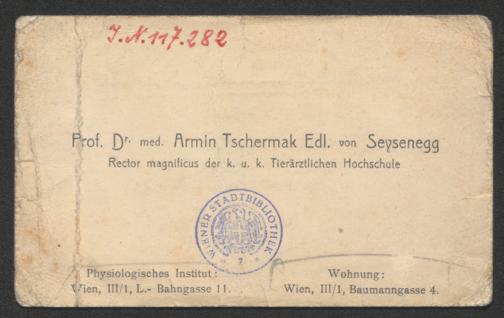 J.N. 117.282
Prof. Dr. med. Armin Tschermak Edl. von Seysenegg
Rector magnificus der k. u. k. Tierärztlichen Hochschule
WIENER STADTBIBLIOTHEK
* 7 *
Physiologisches Institut: Wohnung:
Wien, III/1, L.- Bahngasse 11. Wien, III/1, Baumanngasse 4.